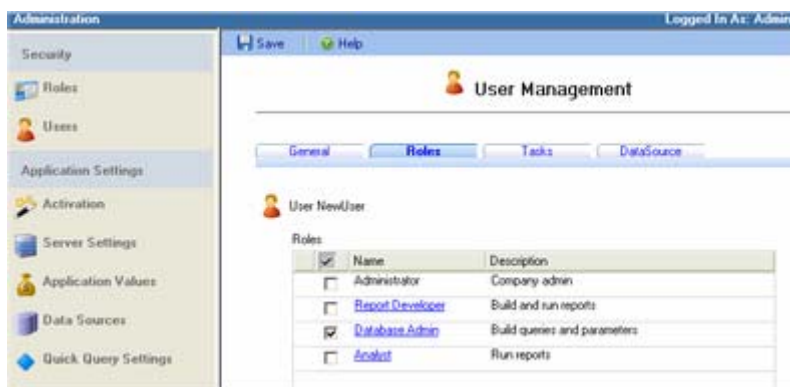 Administration
Logged In As: Admin
Security
Roles
Users
Application Settings
Activation
Server Settings
Application Values
Data Sources
Quick Query Settings
Save Help
User Management
General Roles Tasks DataSource
User NewUser
Roles
Name Description
Administrator Company admin
Report Developer Build and run reports
Database Admin Build queries and parameters
Analyst Run reports